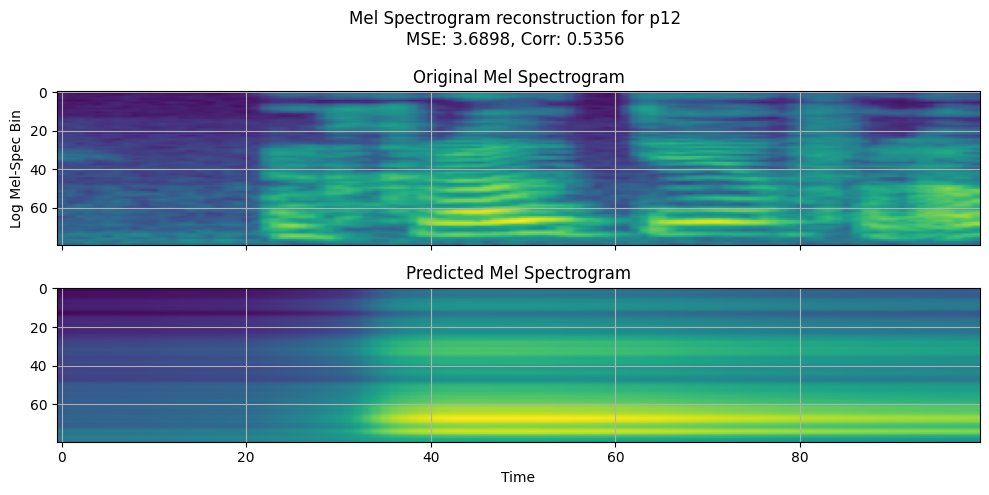 Mel Spectrogram reconstruction for p12
MSE: 3.6898, Corr: 0.5356
Original Mel Spectrogram
0
20
40
60
Log Mel-Spec Bin
Predicted Mel Spectrogram
0
20
40
60
0 20 40 60 80
Time